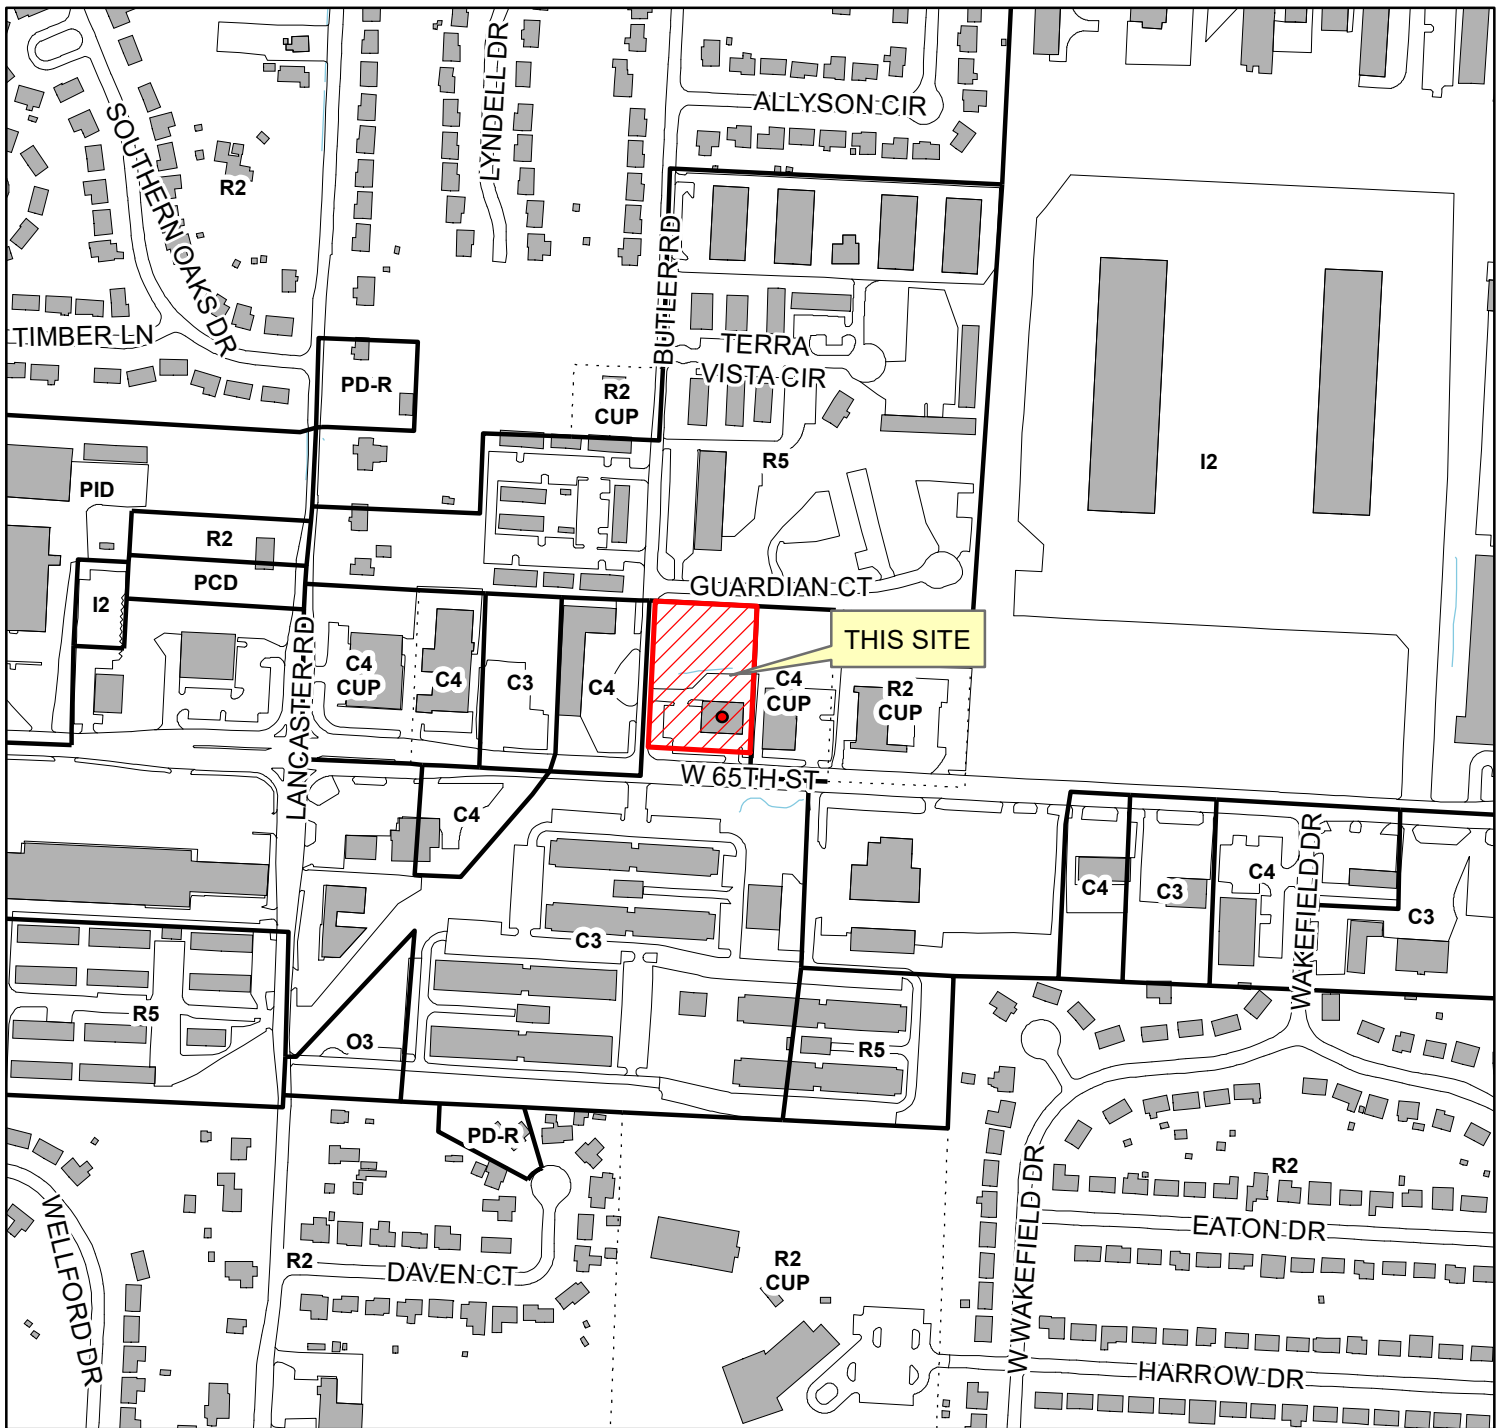 LYNDELL DR
ALLYSON CIR
SOUTHERN OAKS DR
R2
BUTLER RD
TIMBER LN
TERRA
VISTA CIR
PD-R
R2
CUP
R5
I2
PID
R2
PCD
I2
GUARDIAN CT
THIS SITE
LANCASTER RD
C4
CUP
C4
C3
C4
C4
CUP
R2
CUP
W 65TH ST
C4
WAKEFIELD DR
C4
C3
C4
C3
C3
R5
O3
R5
PD-R
W WAKEFIELD DR
R2
WELLFORD DR
EATON DR
R2
DAVEN CT
R2
CUP
HARROW DR